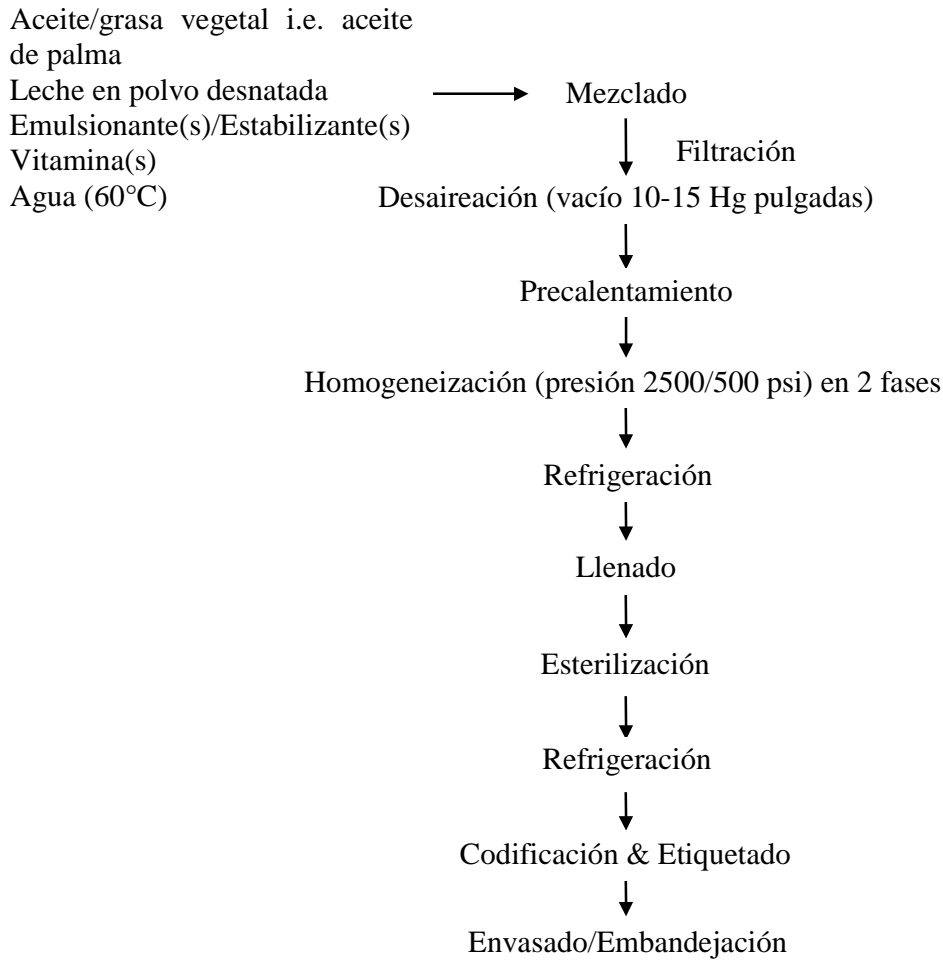 Aceite/grasa vegetal i.e. aceite
de palma
Leche en polvo desnatada
Emulsionante(s)/Estabilizante(s)
Vitamina(s)
Agua (60°C)
Mezclado
Filtración
Desaireación (vacío 10-15 Hg pulgadas)
Precalentamiento
Homogeneización (presión 2500/500 psi) en 2 fases
Refrigeración
Llenado
Esterilización
Refrigeración
Codificación & Etiquetado
Envasado/Embandejación